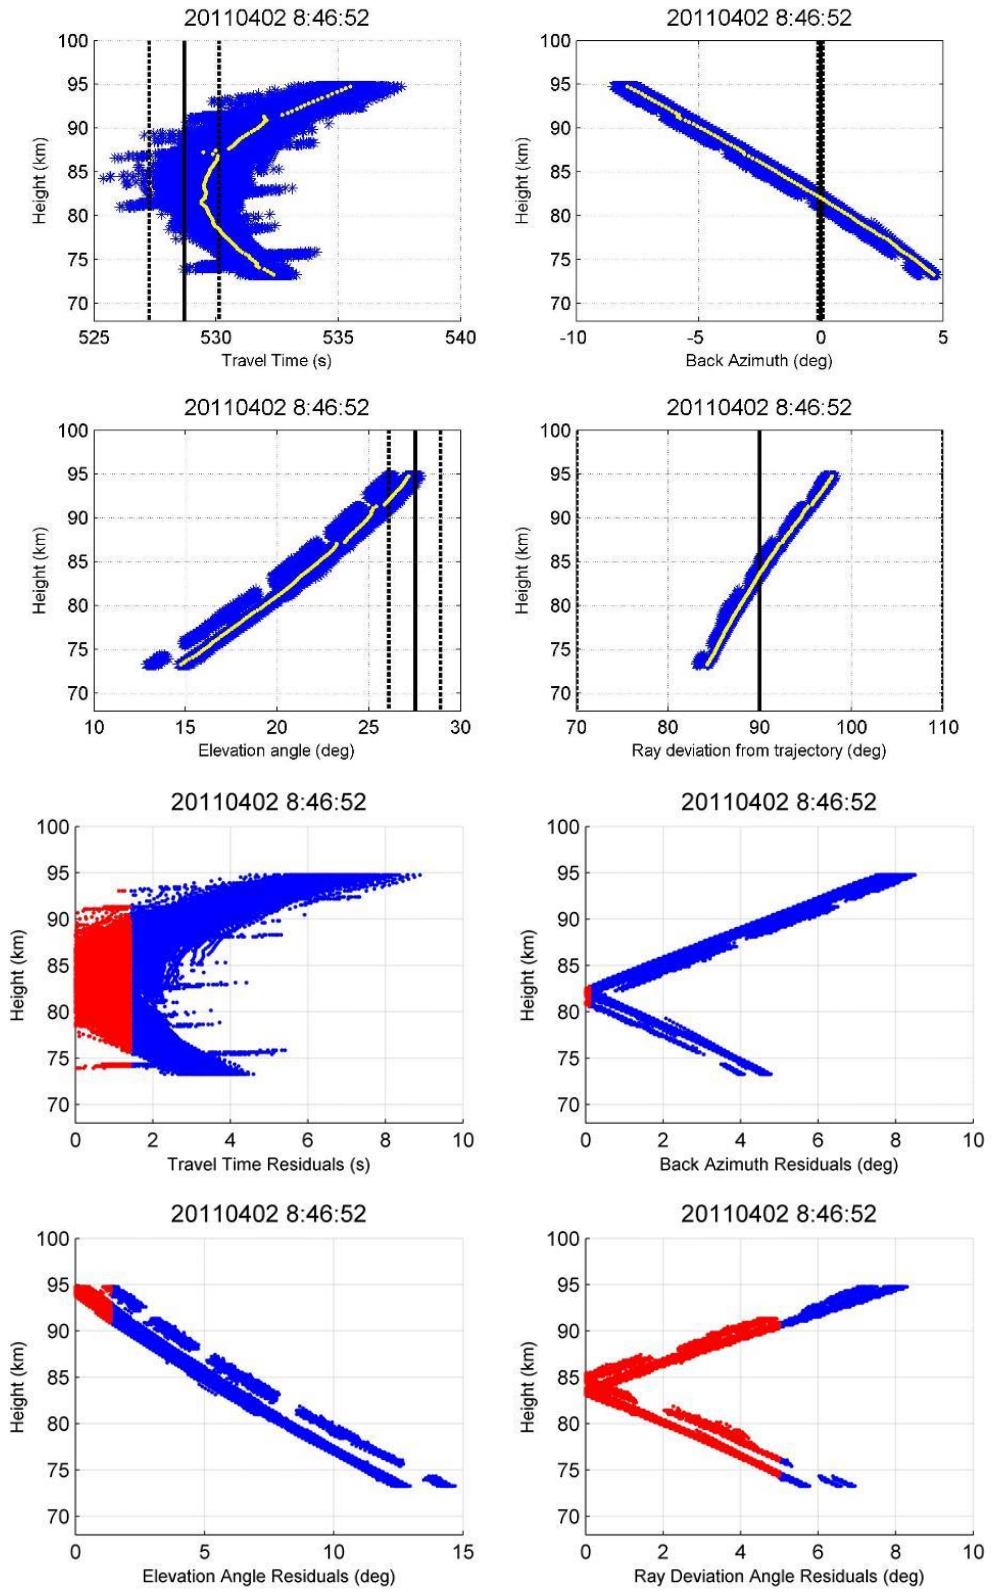 20110402 8:46:52
100
95
90
85
80
75
70
Height (km)
525 530 535 540
Travel Time (s)
20110402 8:46:52
100
95
90
85
80
75
70
Height (km)
-10 -5 0 5
Back Azimuth (deg)
20110402 8:46:52
100
95
90
85
80
75
70
Height (km)
10 15 20 25 30
Elevation angle (deg)
20110402 8:46:52
100
95
90
85
80
75
70
Height (km)
70 80 90 100 110
Ray deviation from trajectory (deg)
20110402 8:46:52
100
95
90
85
80
75
70
Height (km)
0 2 4 6 8 10
Travel Time Residuals (s)
20110402 8:46:52
100
95
90
85
80
75
70
Height (km)
0 2 4 6 8 10
Back Azimuth Residuals (deg)
20110402 8:46:52
100
95
90
85
80
75
70
Height (km)
0 5 10 15
Elevation Angle Residuals (deg)
20110402 8:46:52
100
95
90
85
80
75
70
Height (km)
0 2 4 6 8 10
Ray Deviation Angle Residuals (deg)